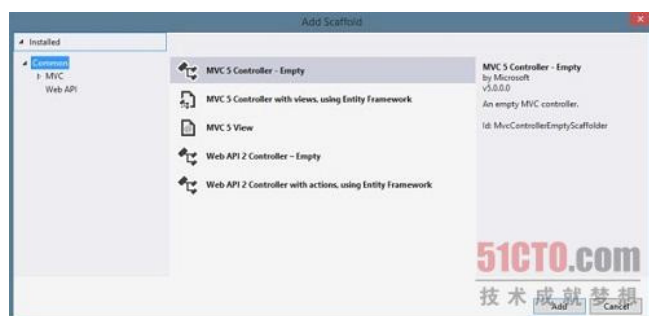 Add Scaffold
Installed
Common
MVC
Web API
MVC 5 Controller - Empty
MVC 5 Controller with views, using Entity Framework
MVC 5 View
Web API 2 Controller – Empty
Web API 2 Controller with actions, using Entity Framework
MVC 5 Controller - Empty
by Microsoft
v5.0.0.0
An empty MVC controller.
Id: MvcControllerEmptyScaffolder
51CTO.com
技术成就梦想
Add
Cancel